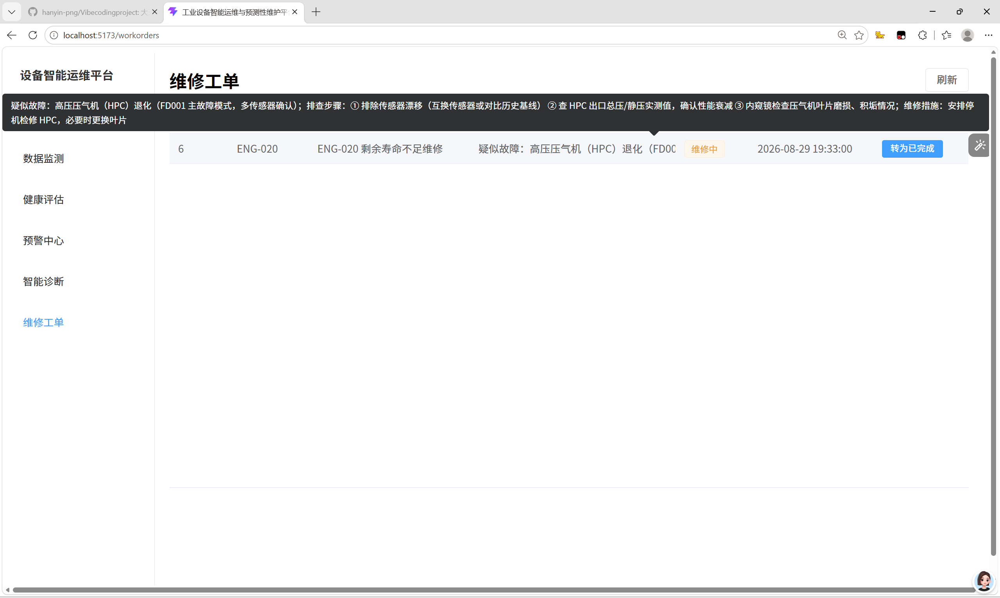 hanyin-png/Vibecodingproject: 大
工业设备智能运维与预测性维护平
localhost:5173/workorders
设备智能运维平台
维修工单
刷新
疑似故障：高压压气机（HPC）退化（FD001 主故障模式，多传感器确认）；排查步骤：① 排除传感器漂移（互换传感器或对比历史基线） ② 查 HPC 出口总压/静压实测值，确认性能衰减 ③ 内窥镜检查压气机叶片磨损、积垢情况；维修措施：安排停
机检修 HPC，必要时更换叶片
6 ENG-020 ENG-020 剩余寿命不足维修 疑似故障：高压压气机（HPC）退化（FD00 维修中 2026-08-29 19:33:00 转为已完成
数据监测
健康评估
预警中心
智能诊断
维修工单